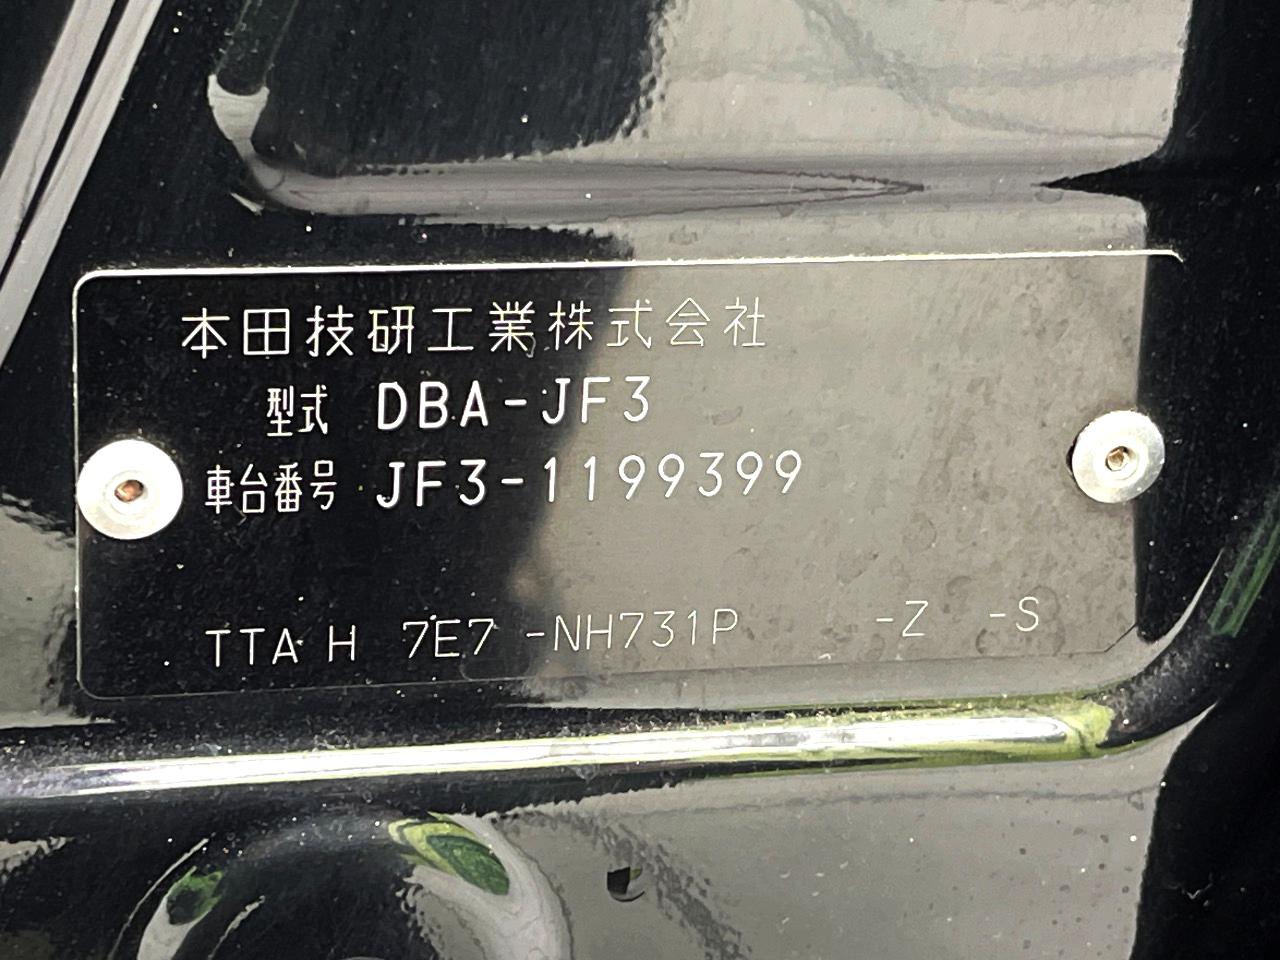 本田技研工業株式会社
型式 DBA-JF3
車台番号 JF3-1199399
TTA H 7E7 -NH731P -Z -S